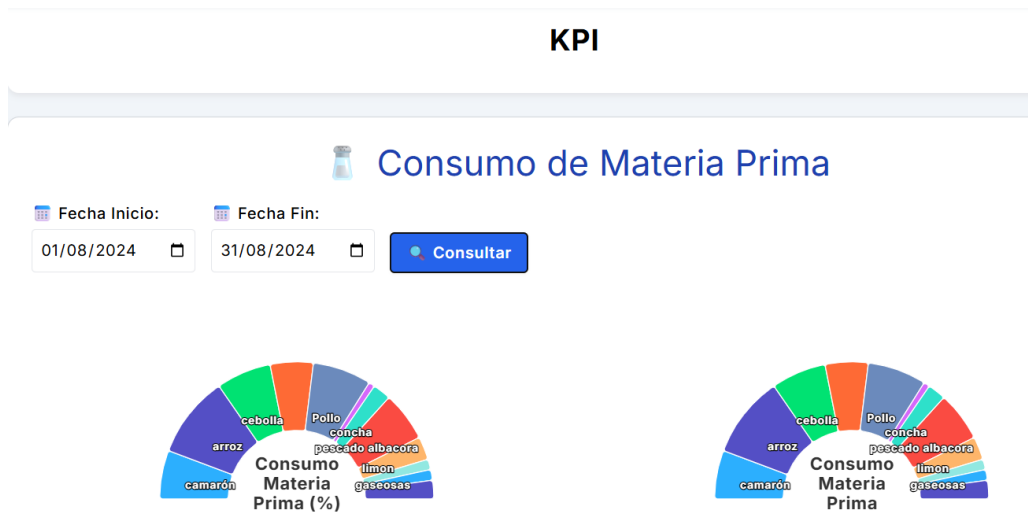 KPI
Consumo de Materia Prima
Fecha Inicio:
Fecha Fin:
01/08/2024
31/08/2024
Consultar
cebolla
Pollo
concha
arroz
pescado albacora
limon
camarón
gaseosas
Consumo
Materia
Prima (%)
cebolla
Pollo
concha
arroz
pescado albacora
limon
camarón
gaseosas
Consumo
Materia
Prima